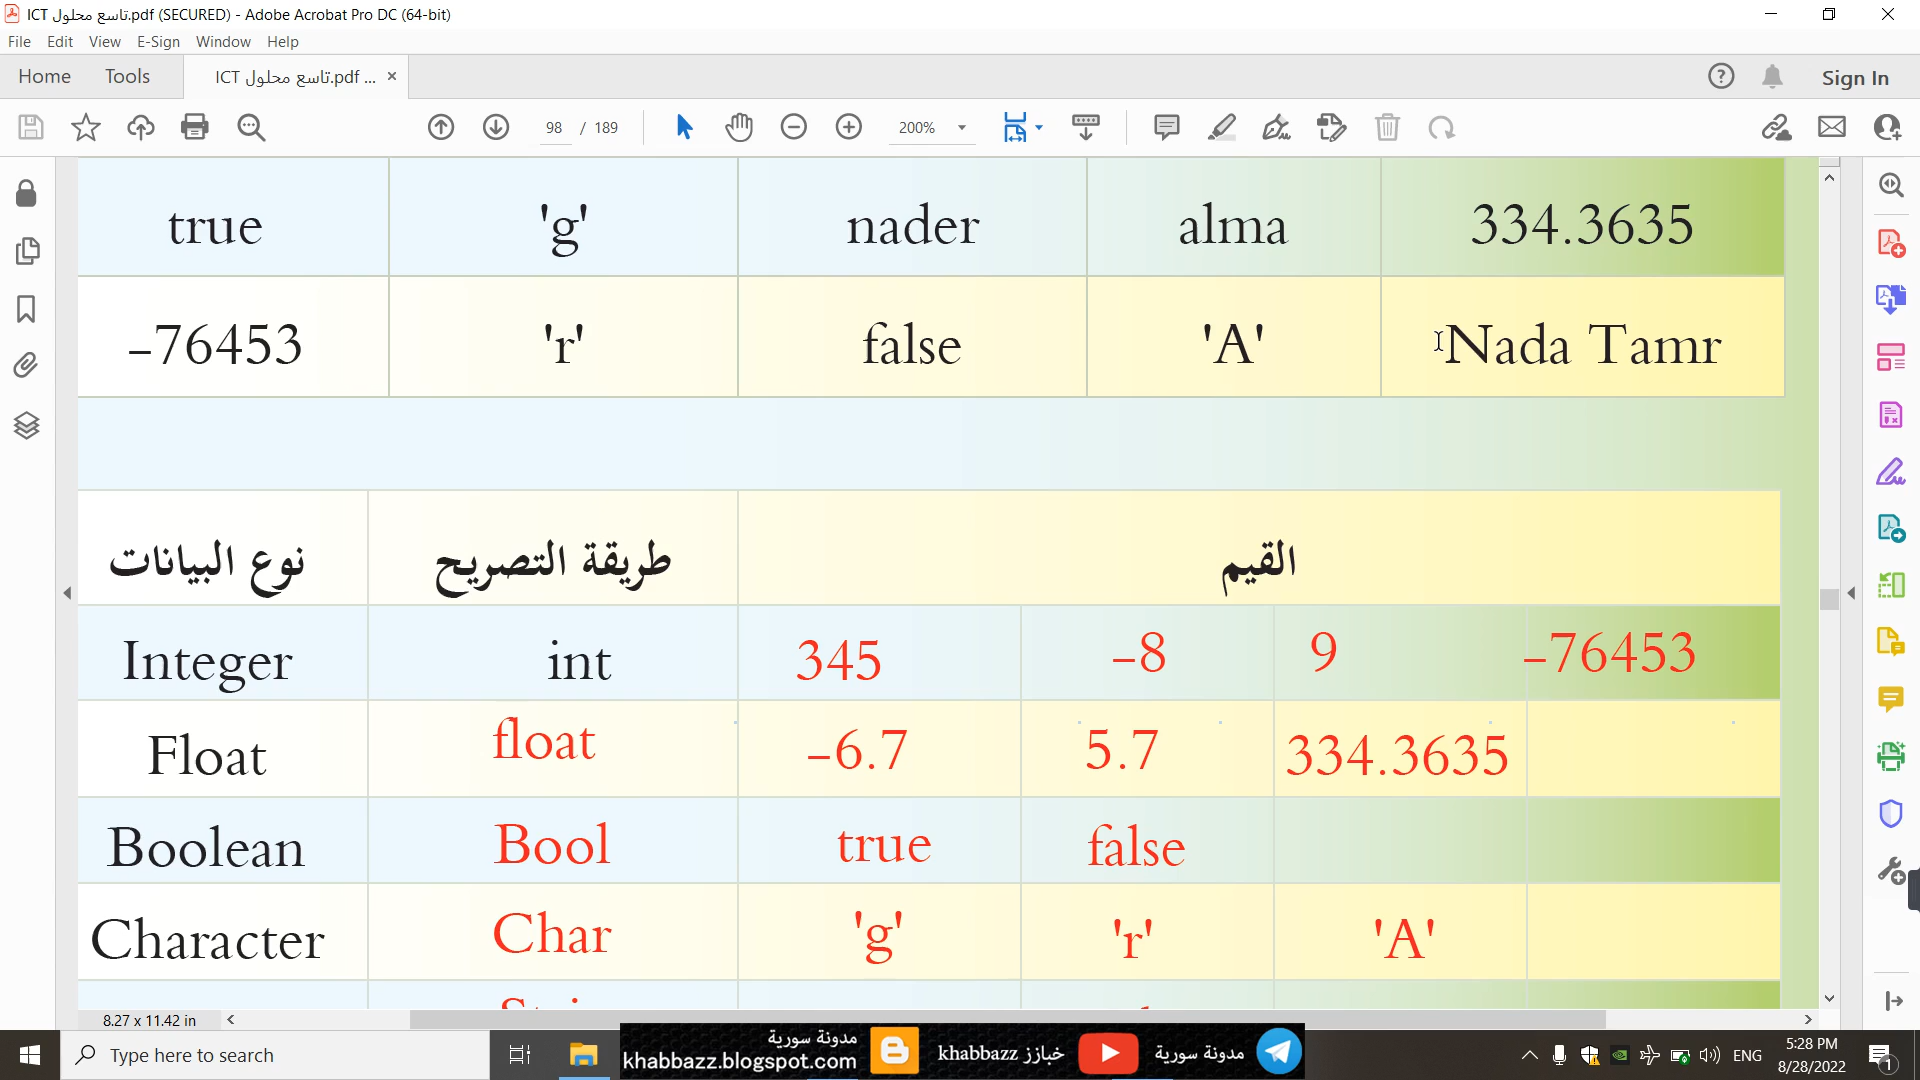 ICT تاسع محلول.pdf (SECURED) - Adobe Acrobat Pro DC (64-bit)
File Edit View E-Sign Window Help
Home Tools ICT تاسع محلول.pdf ... × Sign In
98 / 189 200%
true 'g' nader alma 334.3635
-76453 'r' false 'A' Nada Tamr
نوع البيانات طريقة التصريح القيم
Integer int 345 -8 9 -76453
Float float -6.7 5.7 334.3635
Boolean Bool true false
Character Char 'g' 'r' 'A'
8.27 x 11.42 in
Type here to search
مدونة سورية
khabbazz.blogspot.com
khabbazz خبازز
مدونة سورية
ENG
5:28 PM
8/28/2022
1